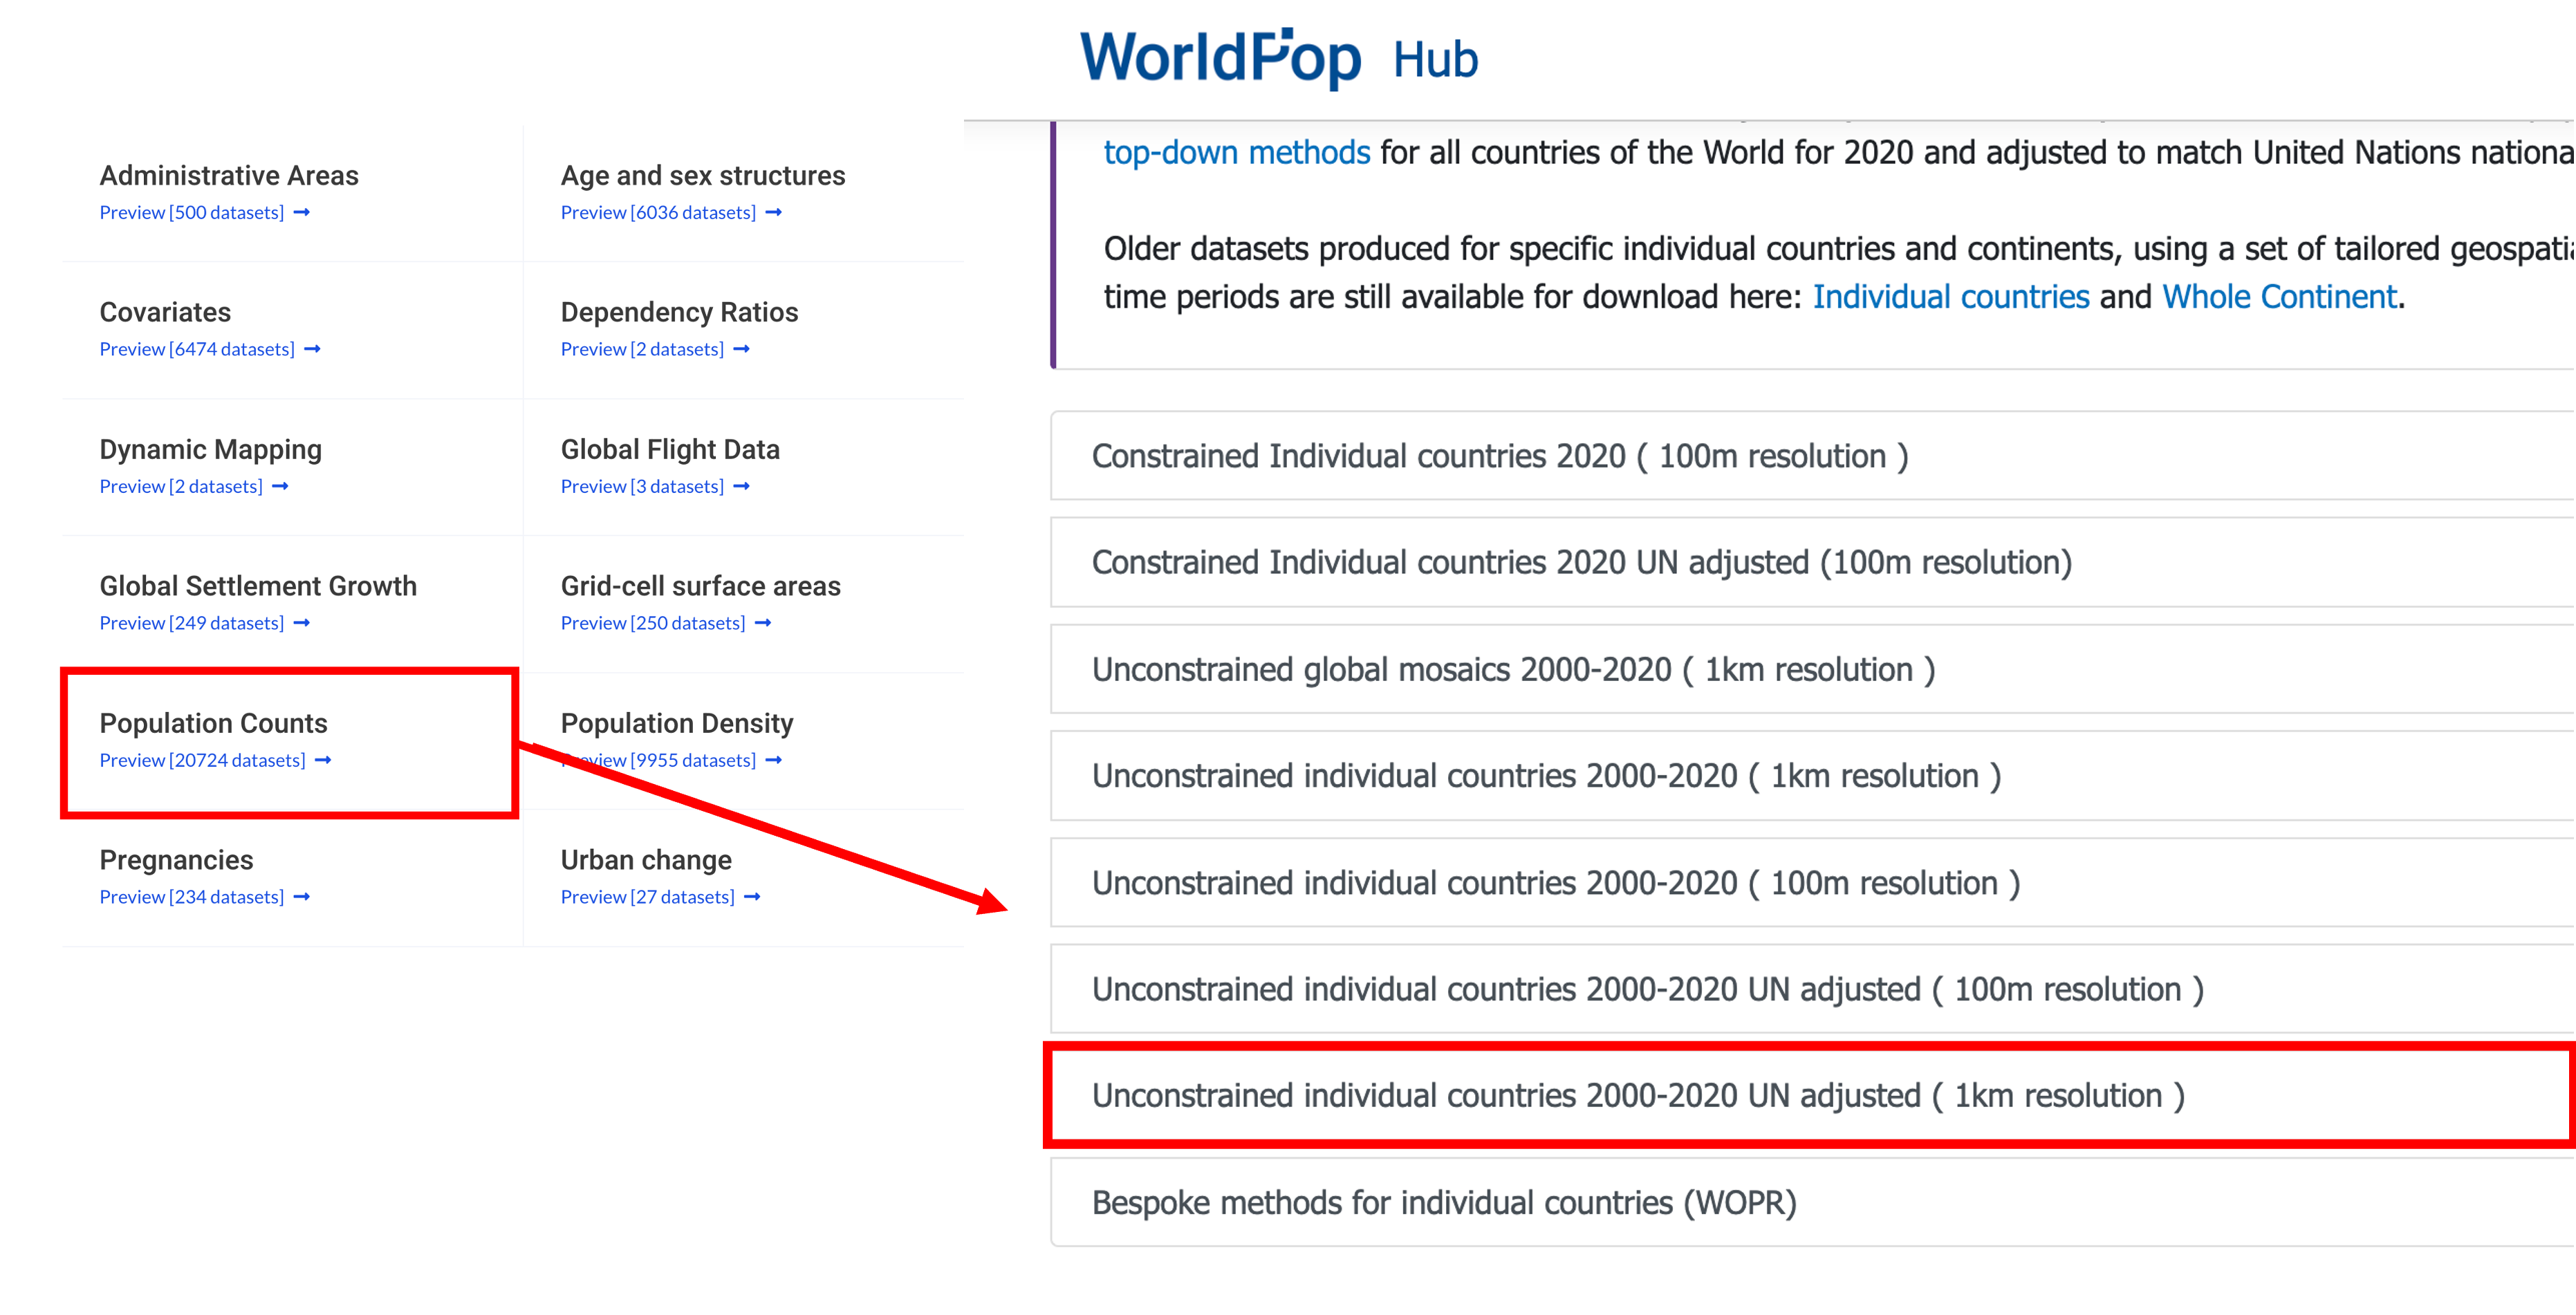 WorldPop Hub
Administrative Areas
Preview [500 datasets] →
Age and sex structures
Preview [6036 datasets] →
Covariates
Preview [6474 datasets] →
Dependency Ratios
Preview [2 datasets] →
Dynamic Mapping
Preview [2 datasets] →
Global Flight Data
Preview [3 datasets] →
Global Settlement Growth
Preview [249 datasets] →
Grid-cell surface areas
Preview [250 datasets] →
Population Counts
Preview [20724 datasets] →
Population Density
Preview [9955 datasets] →
Pregnancies
Preview [234 datasets] →
Urban change
Preview [27 datasets] →
top-down methods for all countries of the World for 2020 and adjusted to match United Nations nationa
Older datasets produced for specific individual countries and continents, using a set of tailored geospati
time periods are still available for download here: Individual countries and Whole Continent.
Constrained Individual countries 2020 ( 100m resolution )
Constrained Individual countries 2020 UN adjusted (100m resolution)
Unconstrained global mosaics 2000-2020 ( 1km resolution )
Unconstrained individual countries 2000-2020 ( 1km resolution )
Unconstrained individual countries 2000-2020 ( 100m resolution )
Unconstrained individual countries 2000-2020 UN adjusted ( 100m resolution )
Unconstrained individual countries 2000-2020 UN adjusted ( 1km resolution )
Bespoke methods for individual countries (WOPR)